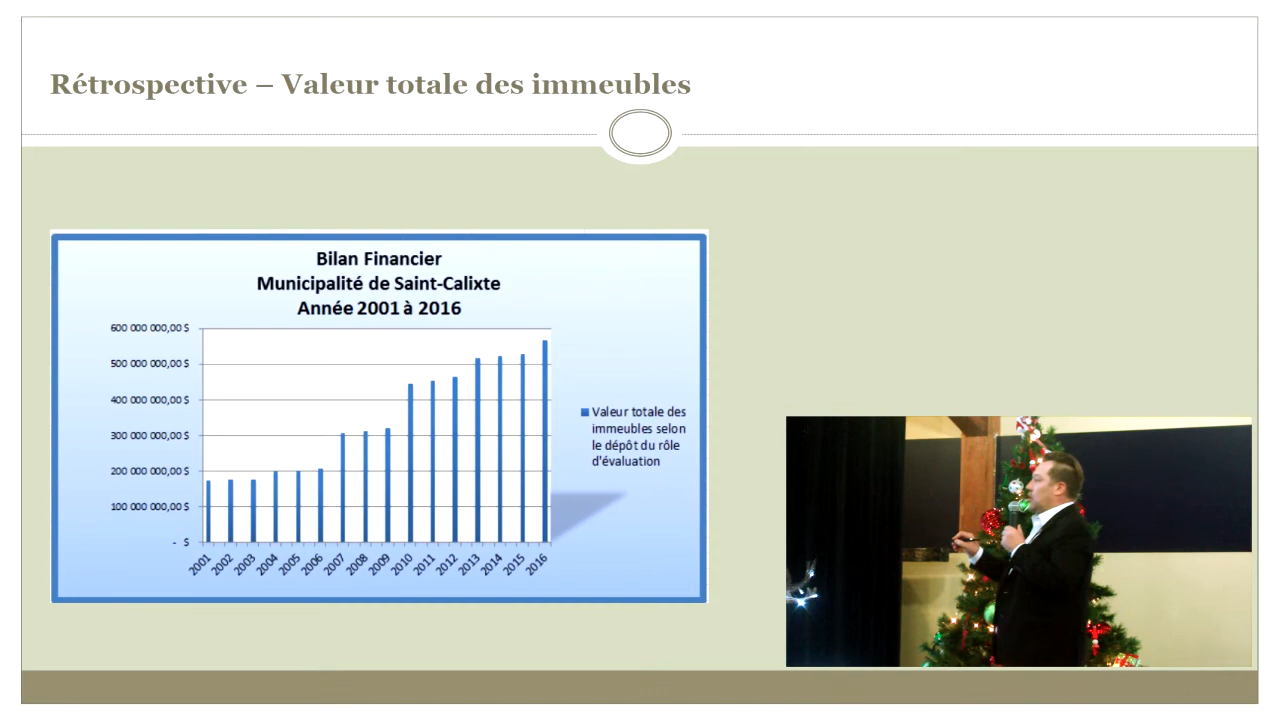 Rétrospective – Valeur totale des immeubles
Bilan Financier
Municipalité de Saint-Calixte
Année 2001 à 2016
600 000 000,00 $
500 000 000,00 $
400 000 000,00 $
300 000 000,00 $
200 000 000,00 $
100 000 000,00 $
- $
2001
2002
2003
2004
2005
2006
2007
2008
2009
2010
2011
2012
2013
2014
2015
2016
Valeur totale des
immeubles selon
le dépôt du rôle
d'évaluation